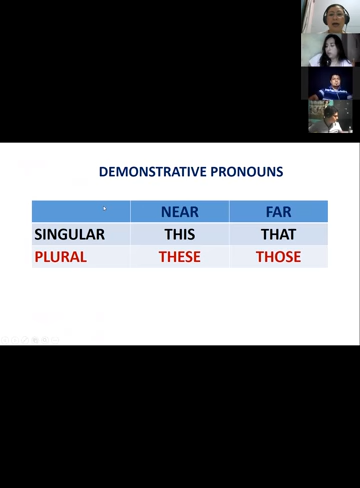 DEMONSTRATIVE PRONOUNS
NEAR FAR
SINGULAR THIS THAT
PLURAL THESE THOSE